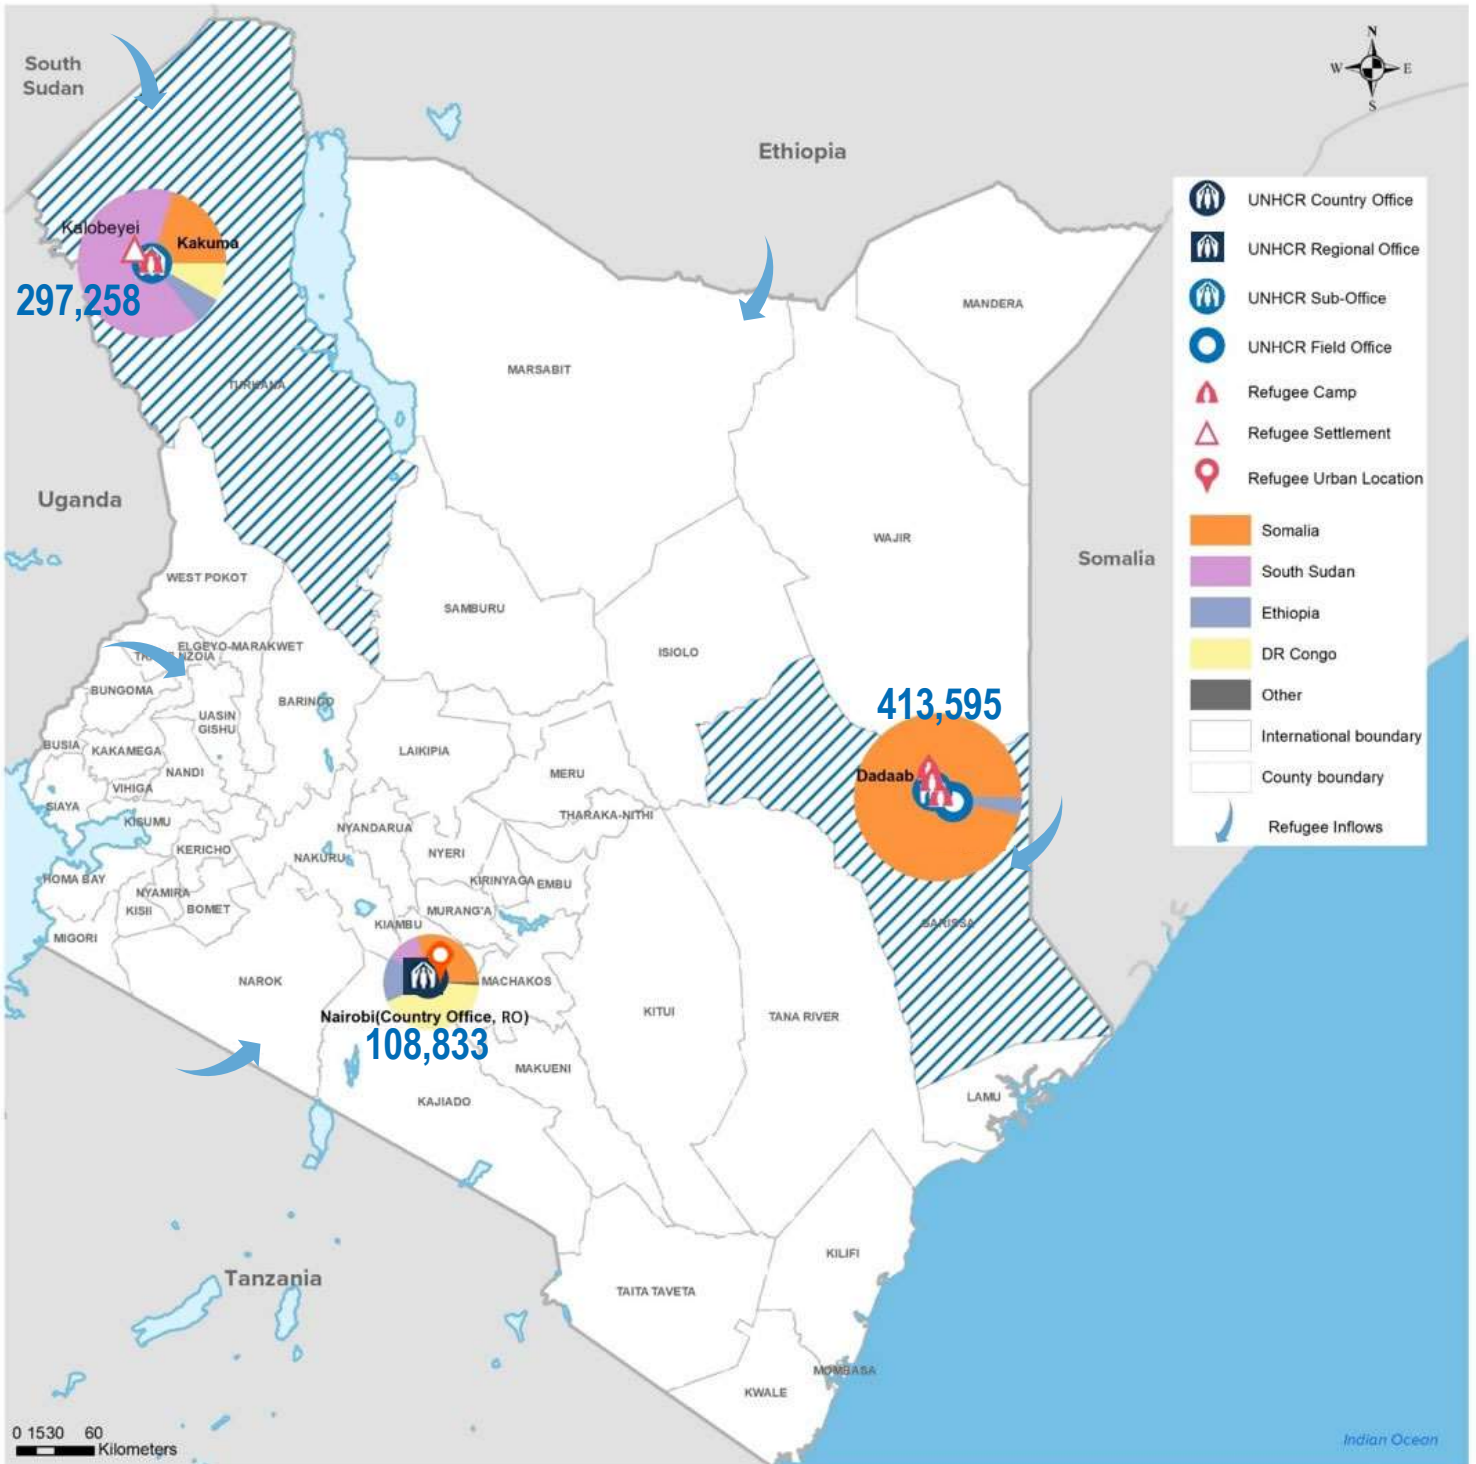 South
Sudan
Ethiopia
N
W
E
S
Kalobeyei
Kakuma
297,258
TURKANA
MARSABIT
MANDERA
Uganda
WAJIR
Somalia
WEST POKOT
SAMBURU
ELGEYO-MARAKWET
ISIOLO
BUNGOMA
BARINGO
UASIN
GISHU
413,595
BUSIA
KAKAMEGA
LAIKIPIA
NANDI
MERU
Dadaab
VIHIGA
SIAYA
KISUMU
THARAKA-NITHI
NYANDARUA
KERICHO
NAKURU
NYERI
HOMA BAY
NYAMIRA
KIRINYAGA
EMBU
KISII
BOMET
MURANG'A
KIAMBU
GARISSA
MIGORI
NAROK
MACHAKOS
Nairobi(Country Office, RO)
108,833
KITUI
TANA RIVER
MAKUENI
KAJIADO
LAMU
KILIFI
Tanzania
TAITA TAVETA
MOMBASA
KWALE
0 1530 60
Kilometers
Indian Ocean
UNHCR Country Office
UNHCR Regional Office
UNHCR Sub-Office
UNHCR Field Office
Refugee Camp
Refugee Settlement
Refugee Urban Location
Somalia
South Sudan
Ethiopia
DR Congo
Other
International boundary
County boundary
Refugee Inflows